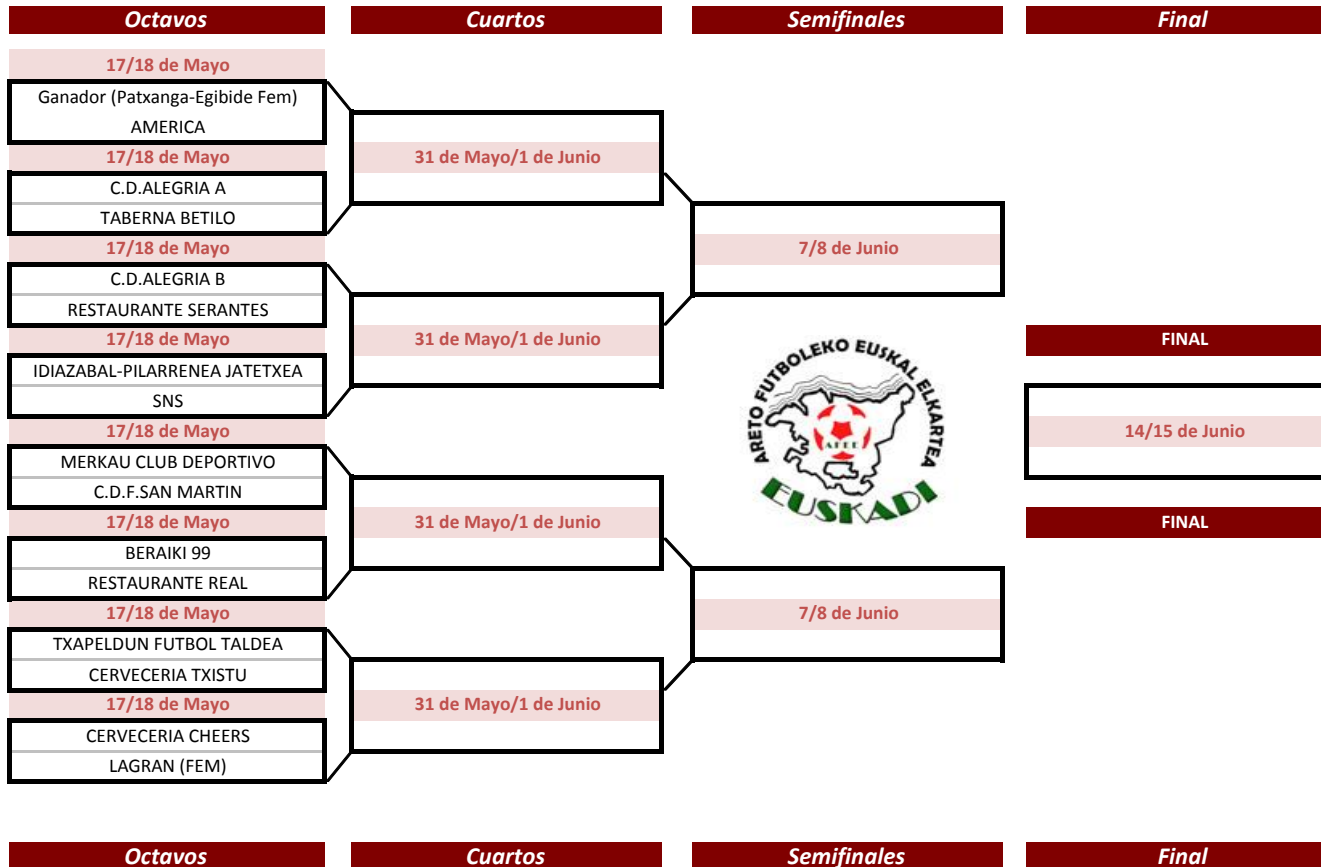 Octavos Cuartos Semifinales Final
17/18 de Mayo
Ganador (Patxanga-Egibide Fem)
AMERICA
17/18 de Mayo 31 de Mayo/1 de Junio
C.D.ALEGRIA A
TABERNA BETILO
17/18 de Mayo 7/8 de Junio
C.D.ALEGRIA B
RESTAURANTE SERANTES
17/18 de Mayo 31 de Mayo/1 de Junio FINAL
IDIAZABAL-PILARRENEA JATETXEA
SNS
ARETO FUTBOLEKO EUSKAL ELKARTEA
AFEE
EUSKADI
17/18 de Mayo 14/15 de Junio
MERKAU CLUB DEPORTIVO
C.D.F.SAN MARTIN
17/18 de Mayo 31 de Mayo/1 de Junio FINAL
BERAIKI 99
RESTAURANTE REAL
17/18 de Mayo 7/8 de Junio
TXAPELDUN FUTBOL TALDEA
CERVECERIA TXISTU
17/18 de Mayo 31 de Mayo/1 de Junio
CERVECERIA CHEERS
LAGRAN (FEM)
Octavos Cuartos Semifinales Final